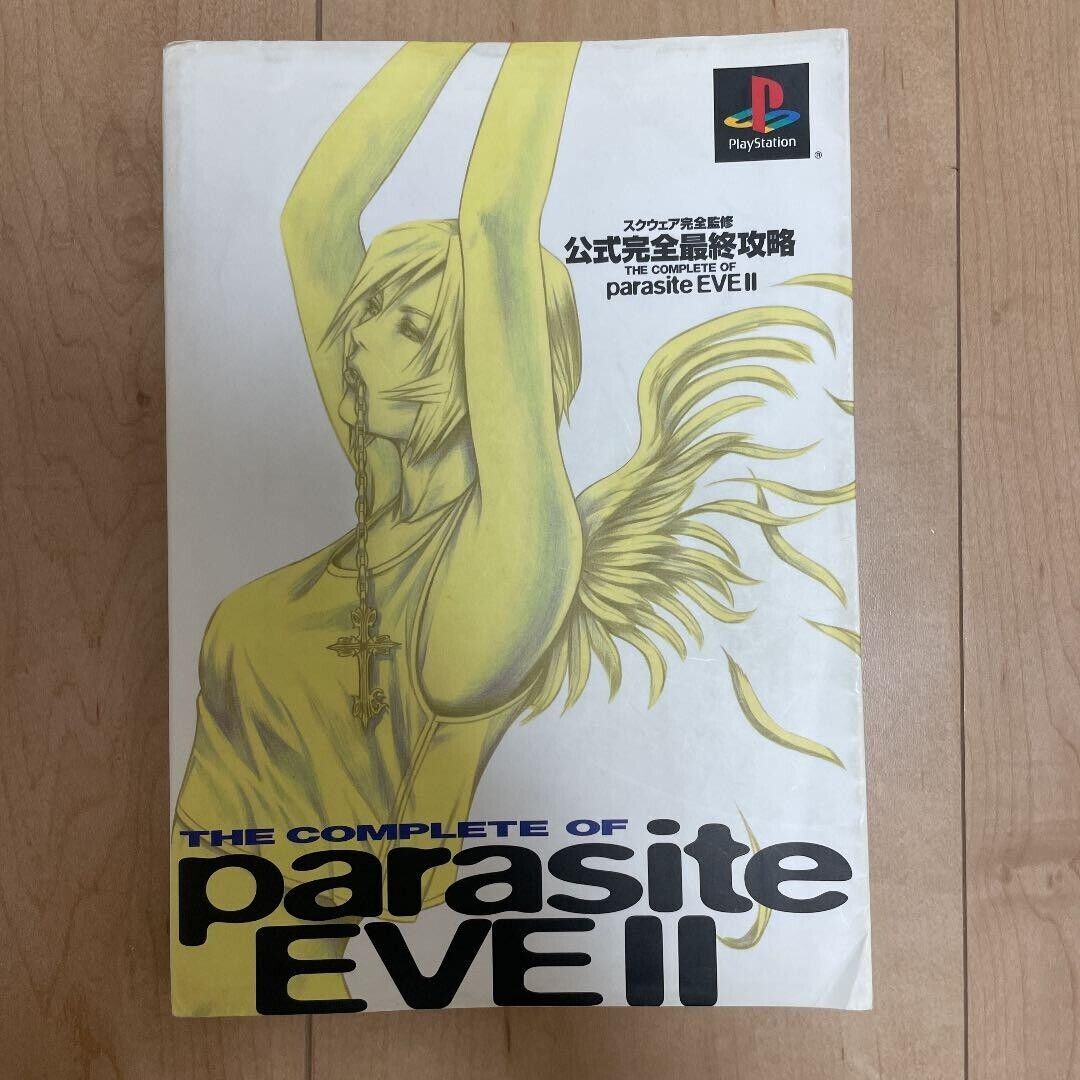 PlayStation
®
スクウェア完全監修
公式完全最終攻略
THE COMPLETE OF
parasite EVE II
THE COMPLETE OF
parasite
EVE II